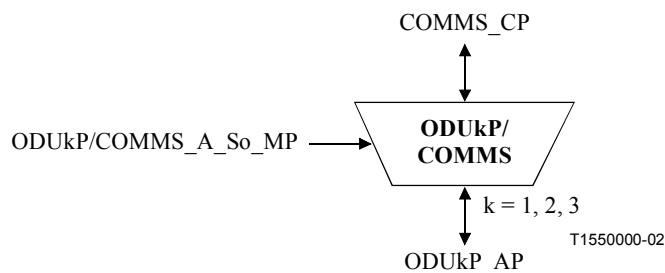 COMMS_CP
ODUkP/COMMS_A_So_MP
ODUkP/
COMMS
k = 1, 2, 3
T1550000-02
ODUkP_AP